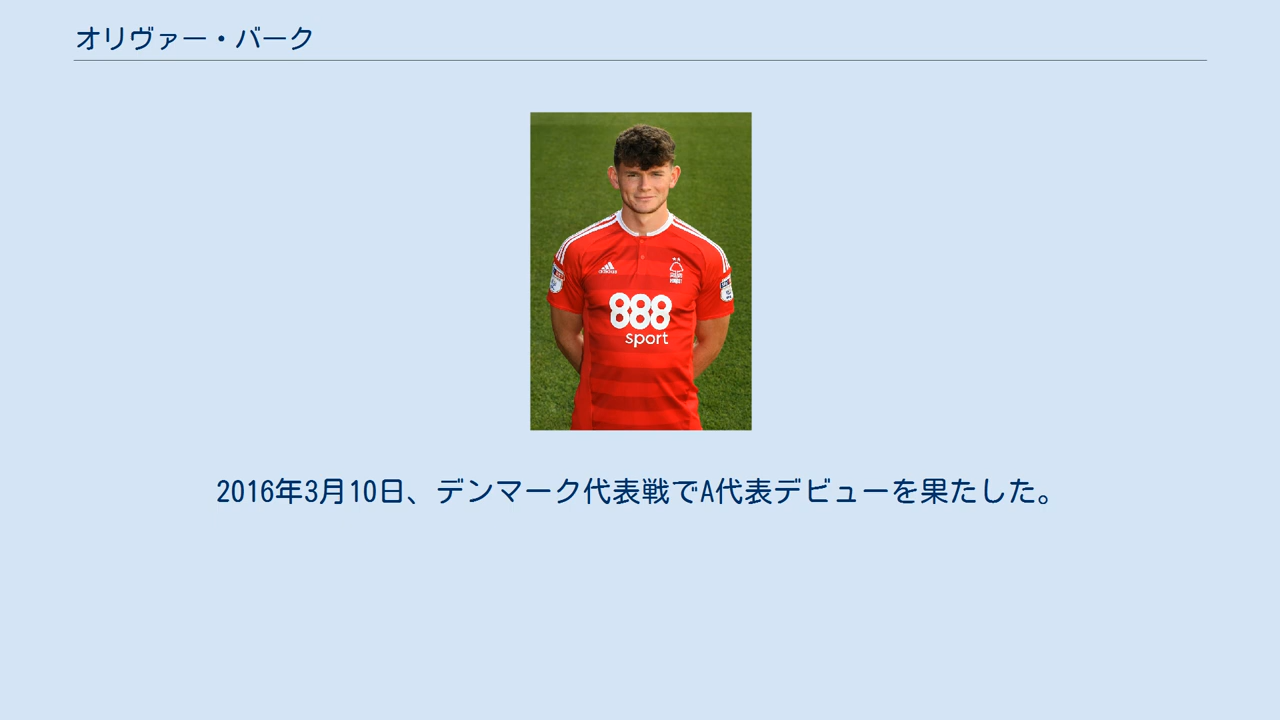 オリヴァー・バーク
adidas
888
sport
2016年3月10日、デンマーク代表戦でA代表デビューを果たした。